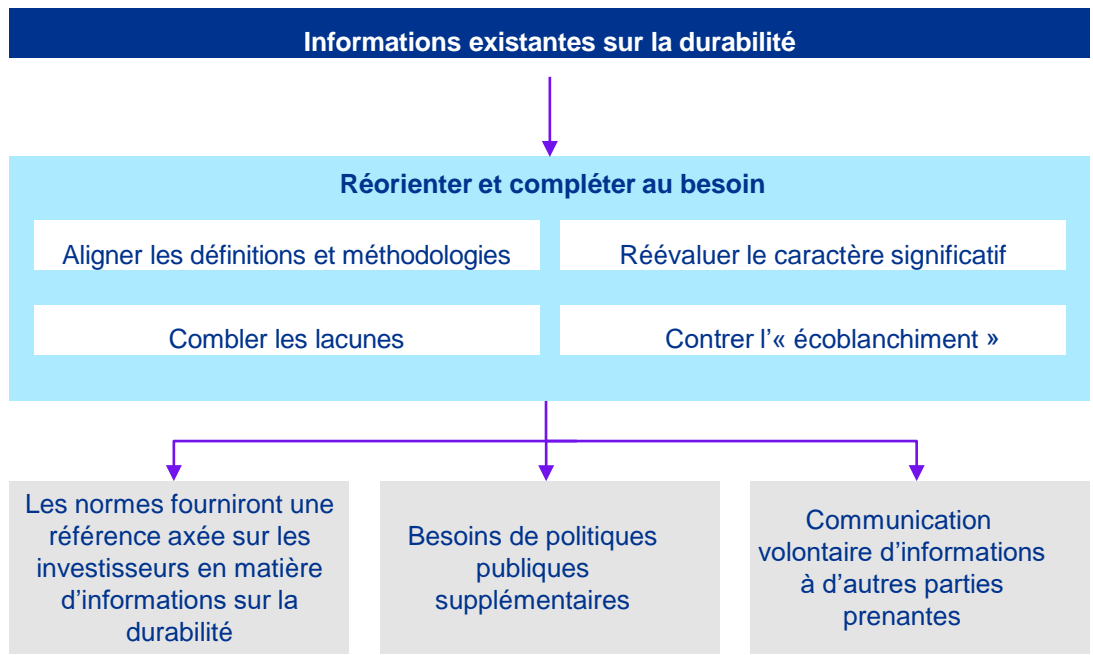 Informations existantes sur la durabilité
Réorienter et compléter au besoin
Aligner les définitions et méthodologies
Réévaluer le caractère significatif
Combler les lacunes
Contrer l'« écoblanchiment »
Les normes fourniront une
référence axée sur les
investisseurs en matière
d'informations sur la
durabilité
Besoins de politiques
publiques
supplémentaires
Communication
volontaire d'informations
à d'autres parties
prenantes